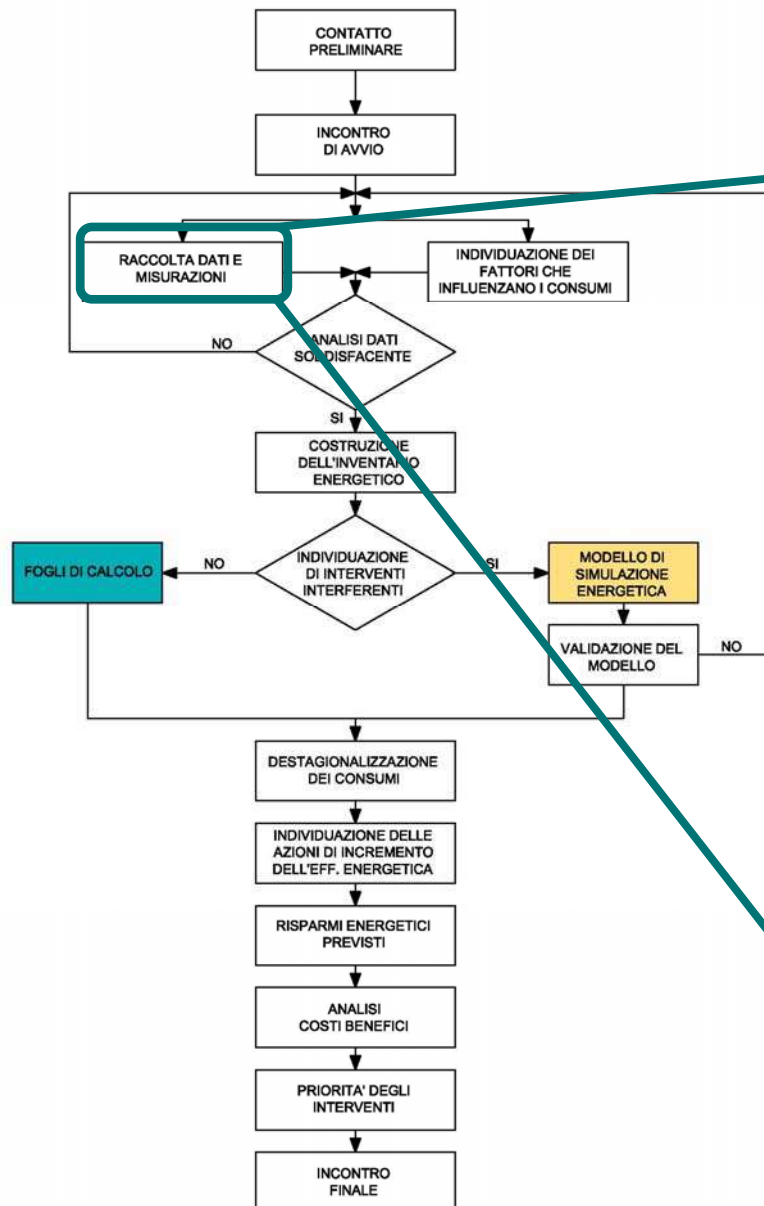 CONTATTO
PRELIMINARE
INCONTRO
DI AVVIO
RACCOLTA DATI E
MISURAZIONI
INDIVIDUAZIONE DEI
FATTORI CHE
INFLUENZANO I CONSUMI
NO
ANALISI DATI
SODDISFACENTE
SI
COSTRUZIONE
DELL'INVENTARIO
ENERGETICO
FOGLI DI CALCOLO
NO
INDIVIDUAZIONE
DI INTERVENTI
INTERFERENTI
SI
MODELLO DI
SIMULAZIONE
ENERGETICA
VALIDAZIONE DEL
MODELLO
NO
DESTAGIONALIZZAZIONE
DEI CONSUMI
INDIVIDUAZIONE DELLE
AZIONI DI INCREMENTO
DELL'EFF. ENERGETICA
RISPARMI ENERGETICI
PREVISTI
ANALISI
COSTI BENEFICI
PRIORITA' DEGLI
INTERVENTI
INCONTRO
FINALE